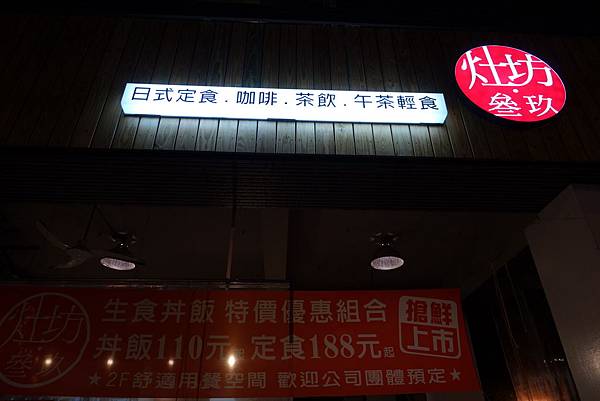 日式定食．咖啡．茶飲．午茶輕食
灶坊
叄玖
灶坊
叄玖
生食丼飯 特價優惠組合
丼飯110元起 定食188元起
搶鮮
上市
★2F舒適用餐空間 歡迎公司團體預定★